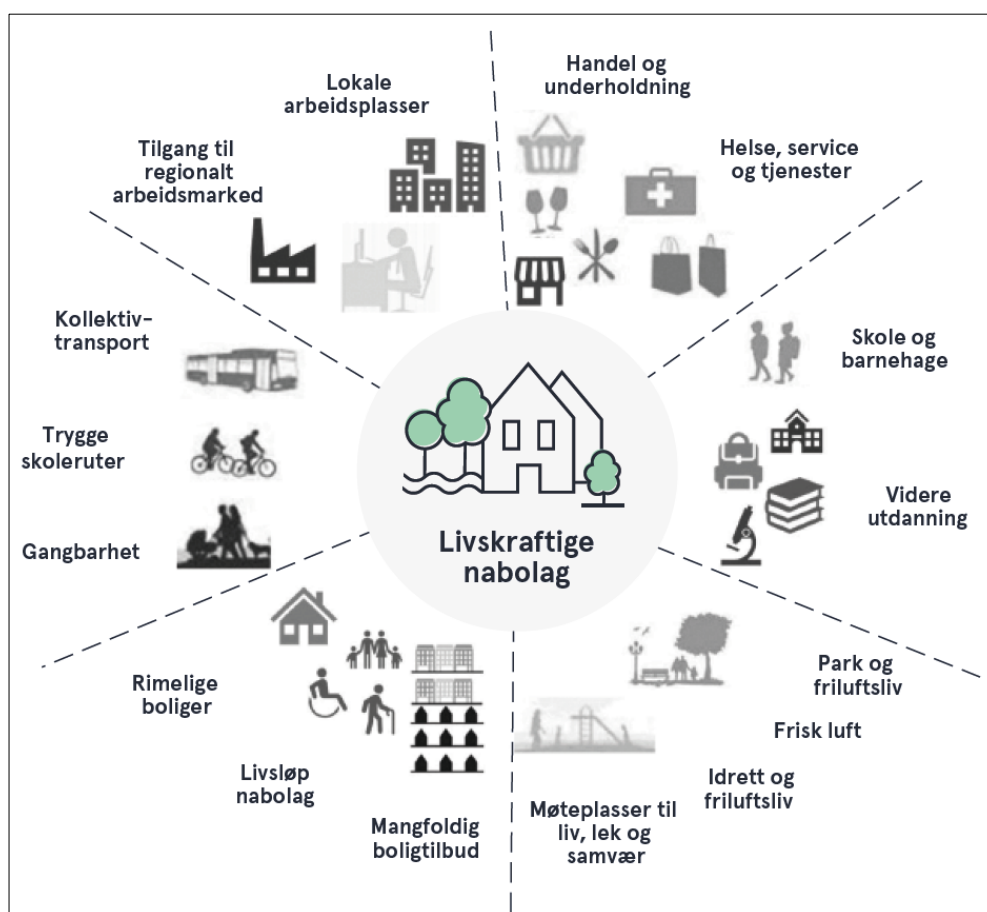 Lokale
arbeidsplasser
Tilgang til
regionalt
arbeidsmarked
Handel og
underholdning
Helse, service
og tjenester
Skole og
barnehage
Videre
utdanning
Park og
friluftsliv
Frisk luft
Idrett og
friluftsliv
Møteplasser til
liv, lek og
samvær
Mangfoldig
boligtilbud
Livsløp
nabolag
Rimelige
boliger
Gangbarhet
Trygge
skoleruter
Kollektiv-
transport
Livskraftige
nabolag